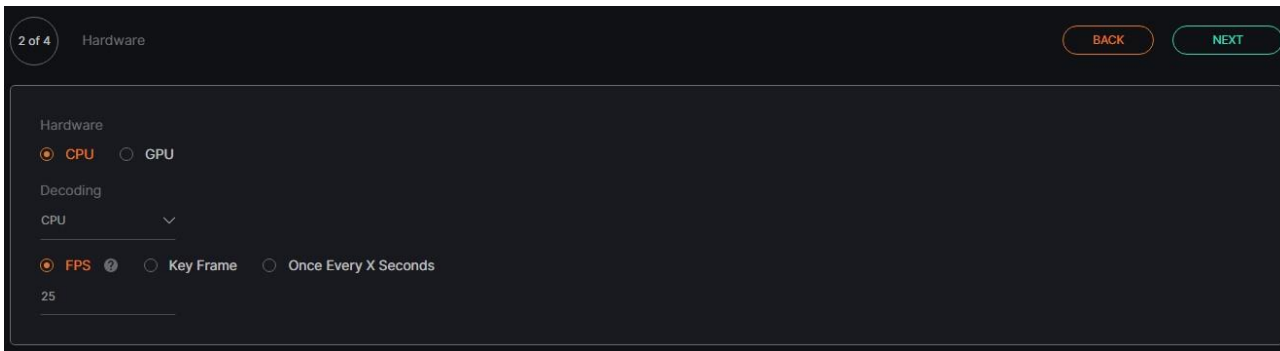 2 of 4 Hardware BACK NEXT
Hardware
CPU GPU
Decoding
CPU
FPS ? Key Frame Once Every X Seconds
25